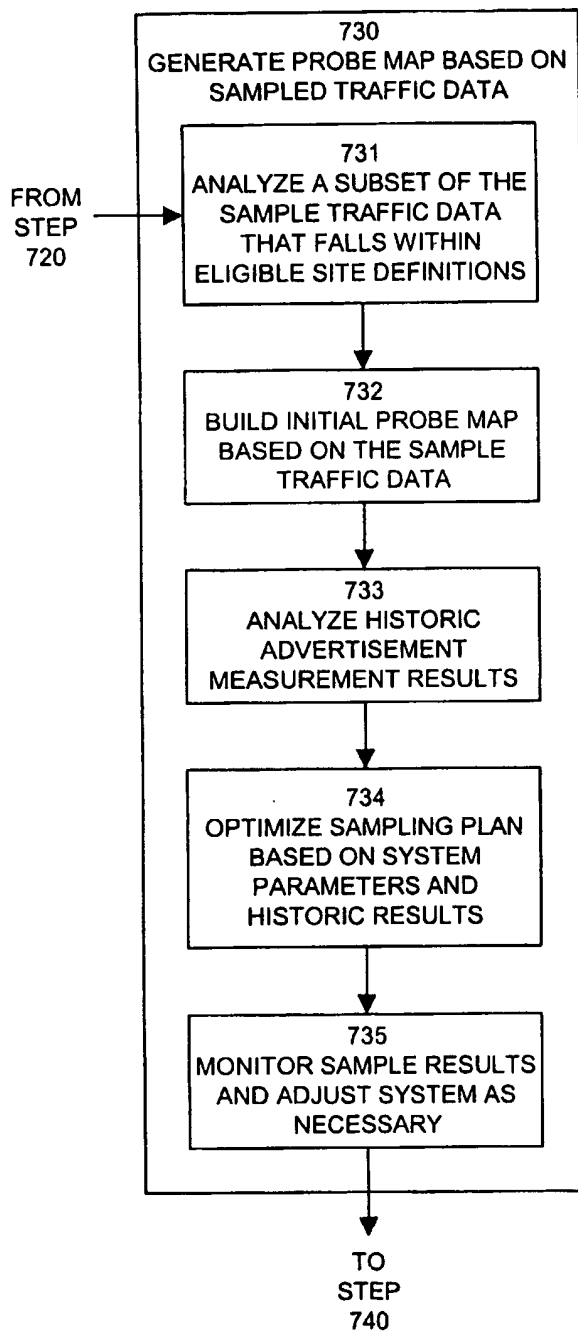 730
GENERATE PROBE MAP BASED ON
SAMPLED TRAFFIC DATA
731
ANALYZE A SUBSET OF THE
SAMPLE TRAFFIC DATA
THAT FALLS WITHIN
ELIGIBLE SITE DEFINITIONS
FROM
STEP
720
732
BUILD INITIAL PROBE MAP
BASED ON THE SAMPLE
TRAFFIC DATA
733
ANALYZE HISTORIC
ADVERTISEMENT
MEASUREMENT RESULTS
734
OPTIMIZE SAMPLING PLAN
BASED ON SYSTEM
PARAMETERS AND
HISTORIC RESULTS
735
MONITOR SAMPLE RESULTS
AND ADJUST SYSTEM AS
NECESSARY
TO
STEP
740